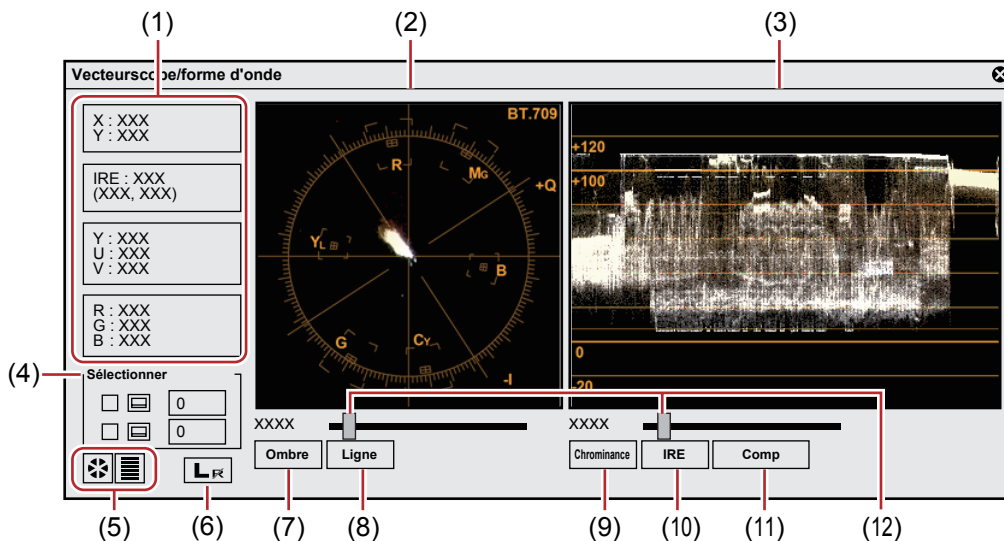 (1)
(2)
(3)
Vecteurscope/forme d'onde
X : XXX
Y : XXX
IRE : XXX
(XXX, XXX)
Y : XXX
U : XXX
V : XXX
R : XXX
G : XXX
B : XXX
BT.709
R
MG
+Q
YL
B
G
CY
-I
+120
+100
0
-20
(4)
Sélectionner
0
0
XXXX
XXXX
Ombre
Ligne
Chrominance
IRE
Comp
L R
(5)
(6)
(7)
(8)
(9)
(10)
(11)
(12)